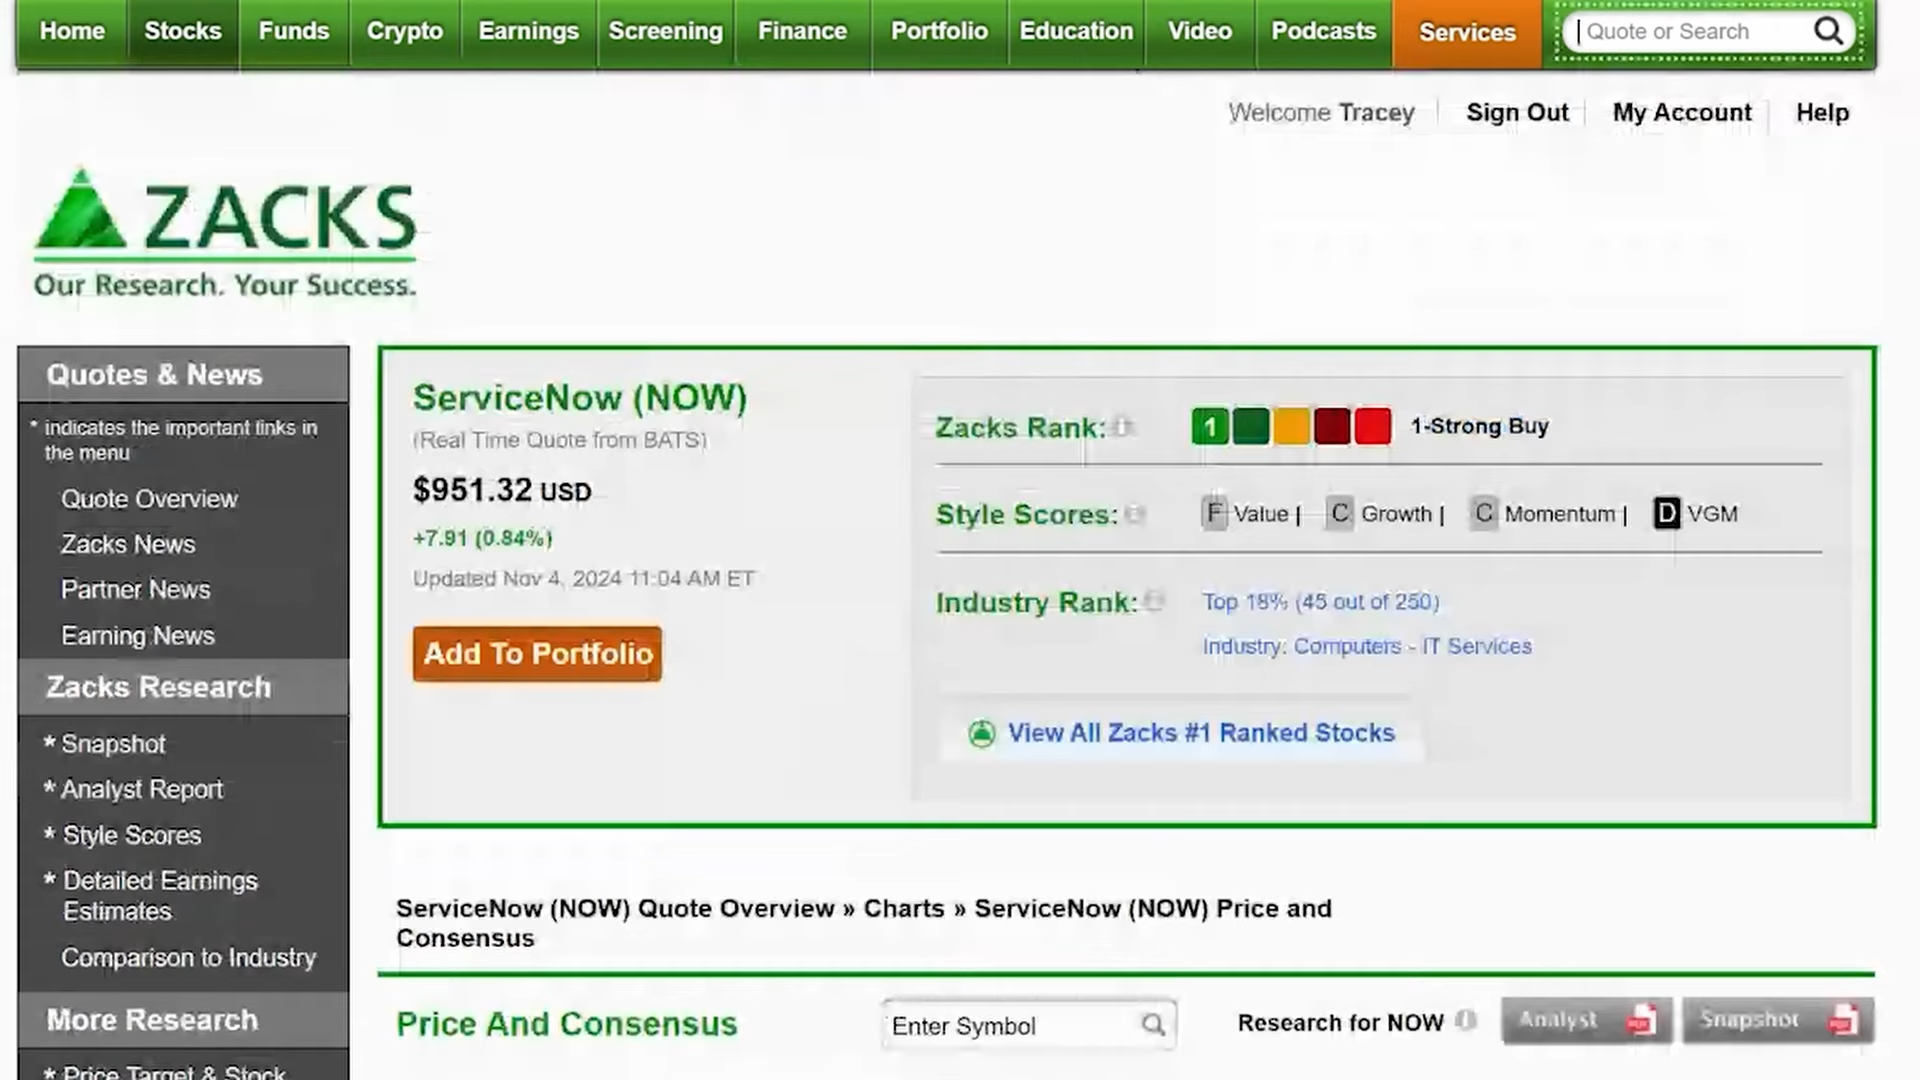 Home Stocks Funds Crypto Earnings Screening Finance Portfolio Education Video Podcasts Services Quote or Search
Welcome Tracey Sign Out My Account Help
ZACKS
Our Research. Your Success.
Quotes & News
* indicates the important links in
the menu
Quote Overview
Zacks News
Partner News
Earning News
Zacks Research
* Snapshot
* Analyst Report
* Style Scores
* Detailed Earnings
Estimates
Comparison to Industry
More Research
* Price Target & Stock
ServiceNow (NOW)
(Real Time Quote from BATS)
$951.32 USD
+7.91 (0.84%)
Updated Nov 4, 2024 11:04 AM ET
Add To Portfolio
Zacks Rank: 1 1-Strong Buy
Style Scores: F Value | C Growth | C Momentum | D VGM
Industry Rank: Top 18% (45 out of 250)
Industry: Computers - IT Services
View All Zacks #1 Ranked Stocks
ServiceNow (NOW) Quote Overview » Charts » ServiceNow (NOW) Price and
Consensus
Price And Consensus Enter Symbol Research for NOW Analyst Snapshot